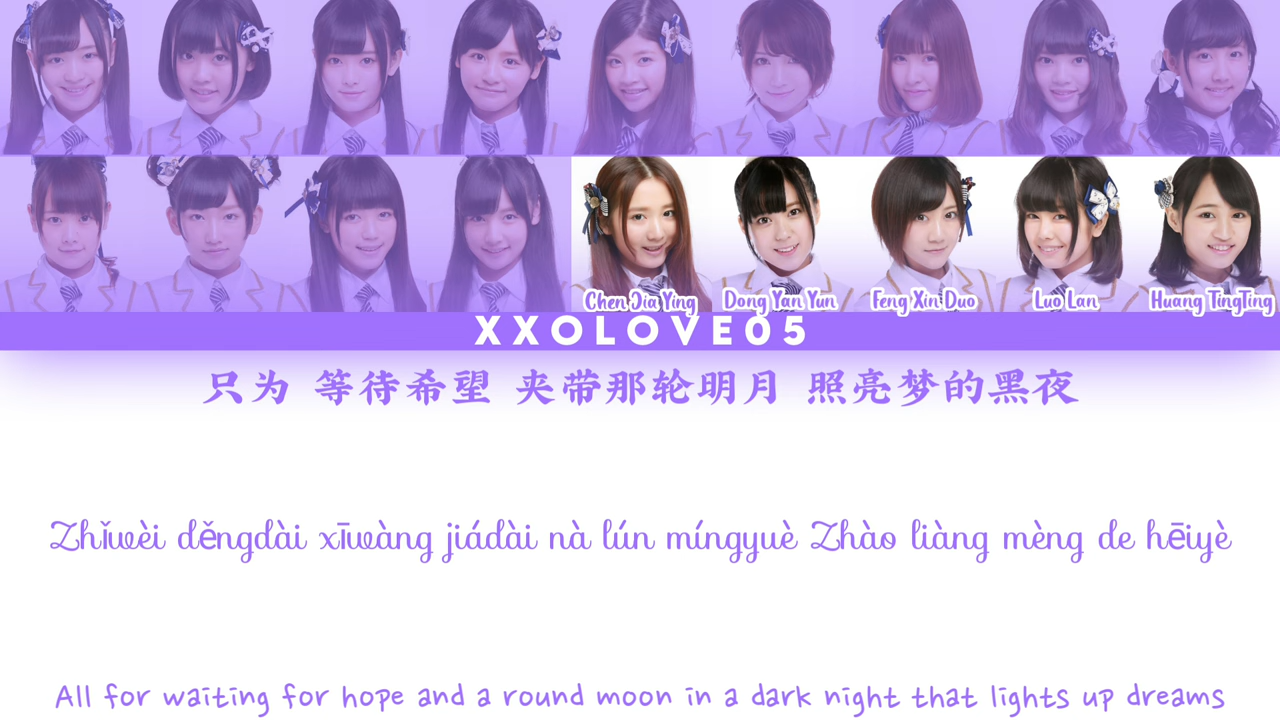 Chen Jia Ying Dong Yan Yun Feng Xin Duo Luo Lan Huang TingTing
XXOLOVE05
只为 等待希望 夹带那轮明月 照亮梦的黑夜
Zhǐwèi děngdài xīwàng jiádài nà lún míngyuè Zhào liàng mèng de hēiyè
All for waiting for hope and a round moon in a dark night that lights up dreams